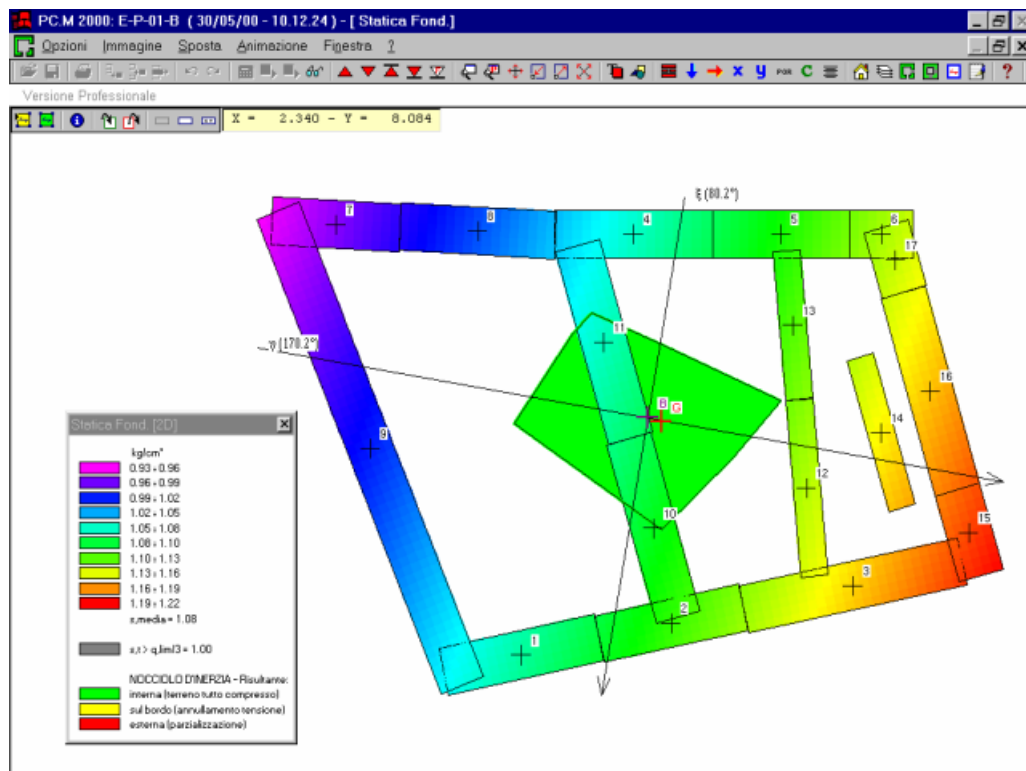 PC.M 2000: E-P-01-B ( 30/05/00 - 10.12.24 ) - [ Statica Fond.]
Opzioni Immagine Sposta Animazione Finestra ?
Versione Professionale
X = 2.340 - Y = 8.084
ξ (80.2°)
7
8
4
5
6
17
11
13
ψ (170.2°)
16
B
G
14
9
12
10
15
3
2
1
Statica Fond. [2D]
kg/cm²
0.93 ÷ 0.96
0.96 ÷ 0.99
0.99 ÷ 1.02
1.02 ÷ 1.05
1.05 ÷ 1.08
1.08 ÷ 1.10
1.10 ÷ 1.13
1.13 ÷ 1.16
1.16 ÷ 1.19
1.19 ÷ 1.22
s,media = 1.08
s,t > q,lim/3 = 1.00
NOCCIOLO D'INERZIA - Risultante:
interna (terreno tutto compresso)
sul bordo (annullamento tensione)
esterna (parzializzazione)